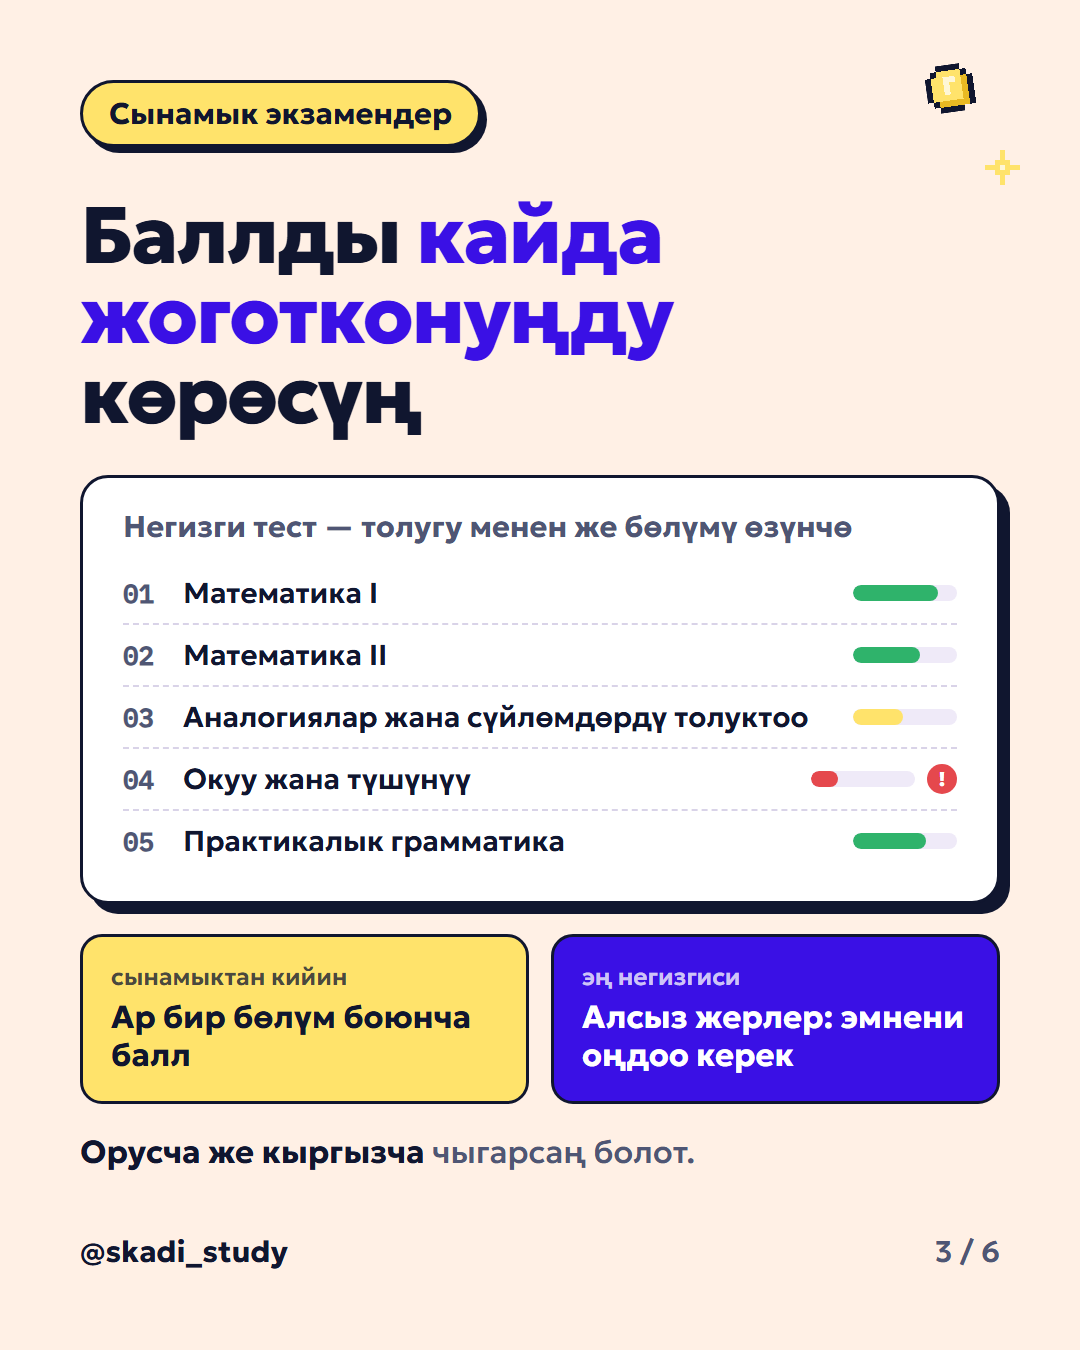 Сынамык экзамендер
Баллды кайда
жоготконуңду
көрөсүң
Негизги тест — толугу менен же бөлүмү өзүнчө
01 Математика I
02 Математика II
03 Аналогиялар жана сүйлөмдөрдү толуктоо
04 Окуу жана түшүнүү !
05 Практикалык грамматика
сынамыктан кийин
Ар бир бөлүм боюнча
балл
эң негизгиси
Алсыз жерлер: эмнени
оңдоо керек
Орусча же кыргызча чыгарсаң болот.
@skadi_study
3 / 6